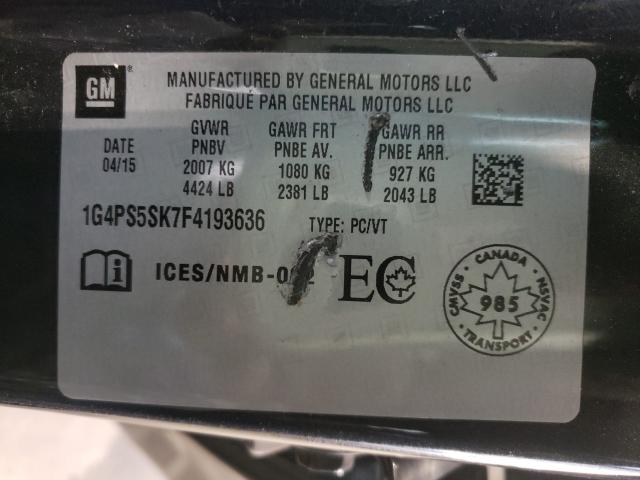 GM
MANUFACTURED BY GENERAL MOTORS LLC
FABRIQUÉ PAR GENERAL MOTORS LLC
DATE
04/15
GVWR
PNBV
2007 KG
4424 LB
GAWR FRT
PNBE AV.
1080 KG
2381 LB
GAWR RR
PNBE ARR.
927 KG
2043 LB
1G4PS5SK7F4193636 TYPE: PC/VT
ICES/NMB- EC
CANADA
CMVSS 985 NSVAC
TRANSPORT